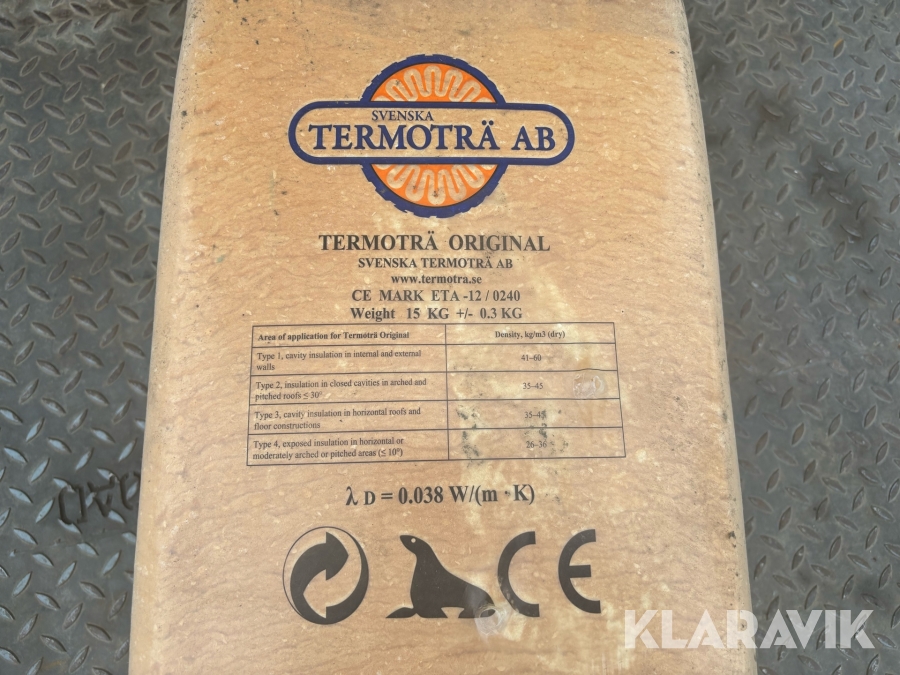 SVENSKA
TERMOTRÄ AB
TERMOTRÄ ORIGINAL
SVENSKA TERMOTRÄ AB
www.termotra.se
CE MARK ETA -12 / 0240
Weight 15 KG +/- 0.3 KG
Area of application for Termoträ Original
Density, kg/m3 (dry)
Type 1, cavity insulation in internal and external
walls
41–60
Type 2, insulation in closed cavities in arched and
pitched roofs ≤ 30°
35–45
Type 3, cavity insulation in horizontal roofs and
floor constructions
35–45
Type 4, exposed insulation in horizontal or
moderately arched or pitched areas (≤ 10°)
26–36
λ D = 0.038 W/(m · K)
CE
KLARAVIK